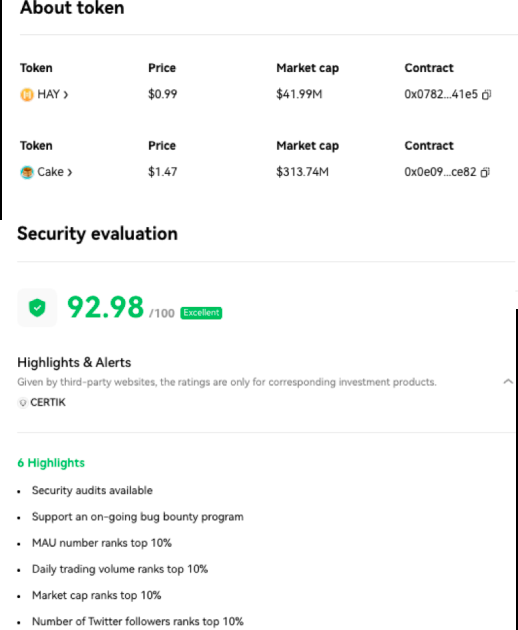 About token
Token Price Market cap Contract
HAY > $0.99 $41.99M 0x0782...41e5
Token Price Market cap Contract
Cake > $1.47 $313.74M 0x0e09...ce82
Security evaluation
92.98 /100 Excellent
Highlights & Alerts
Given by third-party websites, the ratings are only for corresponding investment products.
CERTIK
6 Highlights
• Security audits available
• Support an on-going bug bounty program
• MAU number ranks top 10%
• Daily trading volume ranks top 10%
• Market cap ranks top 10%
• Number of Twitter followers ranks top 10%